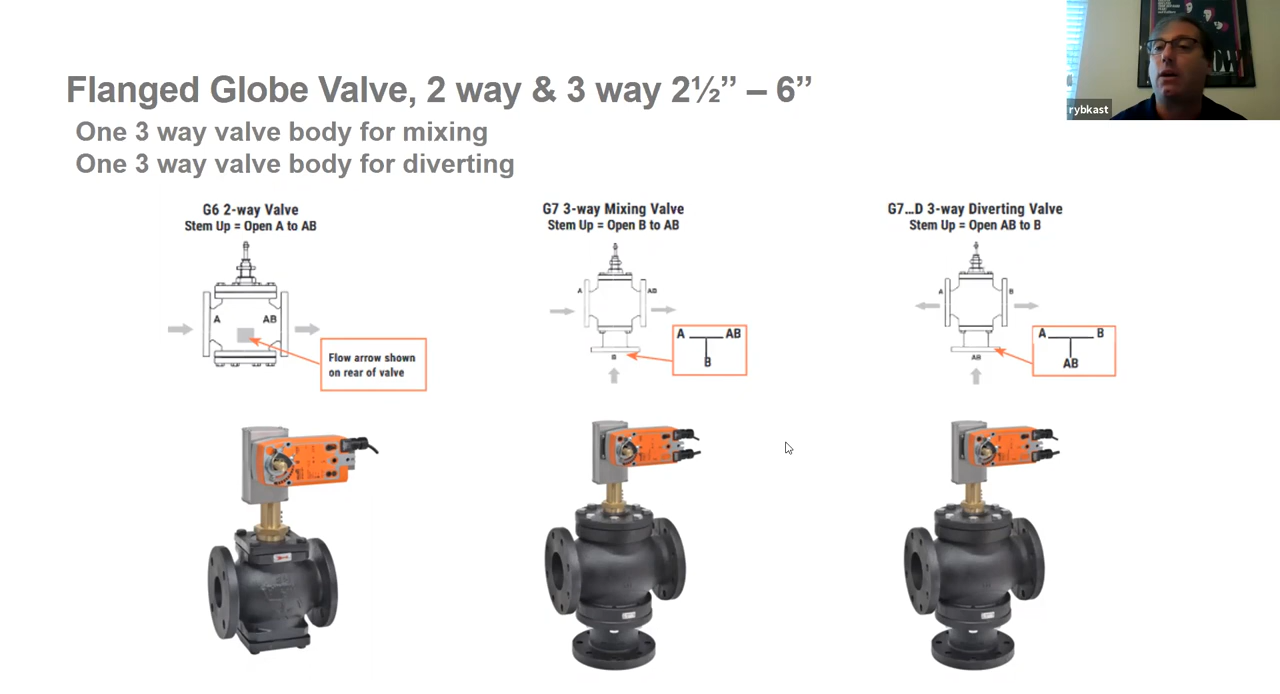 Flanged Globe Valve, 2 way & 3 way 2½” – 6”
One 3 way valve body for mixing
One 3 way valve body for diverting
rybkast
G6 2-way Valve
Stem Up = Open A to AB
A
AB
Flow arrow shown
on rear of valve
G7 3-way Mixing Valve
Stem Up = Open B to AB
A
AB
B
A
AB
B
G7...D 3-way Diverting Valve
Stem Up = Open AB to B
A
B
AB
A
B
AB